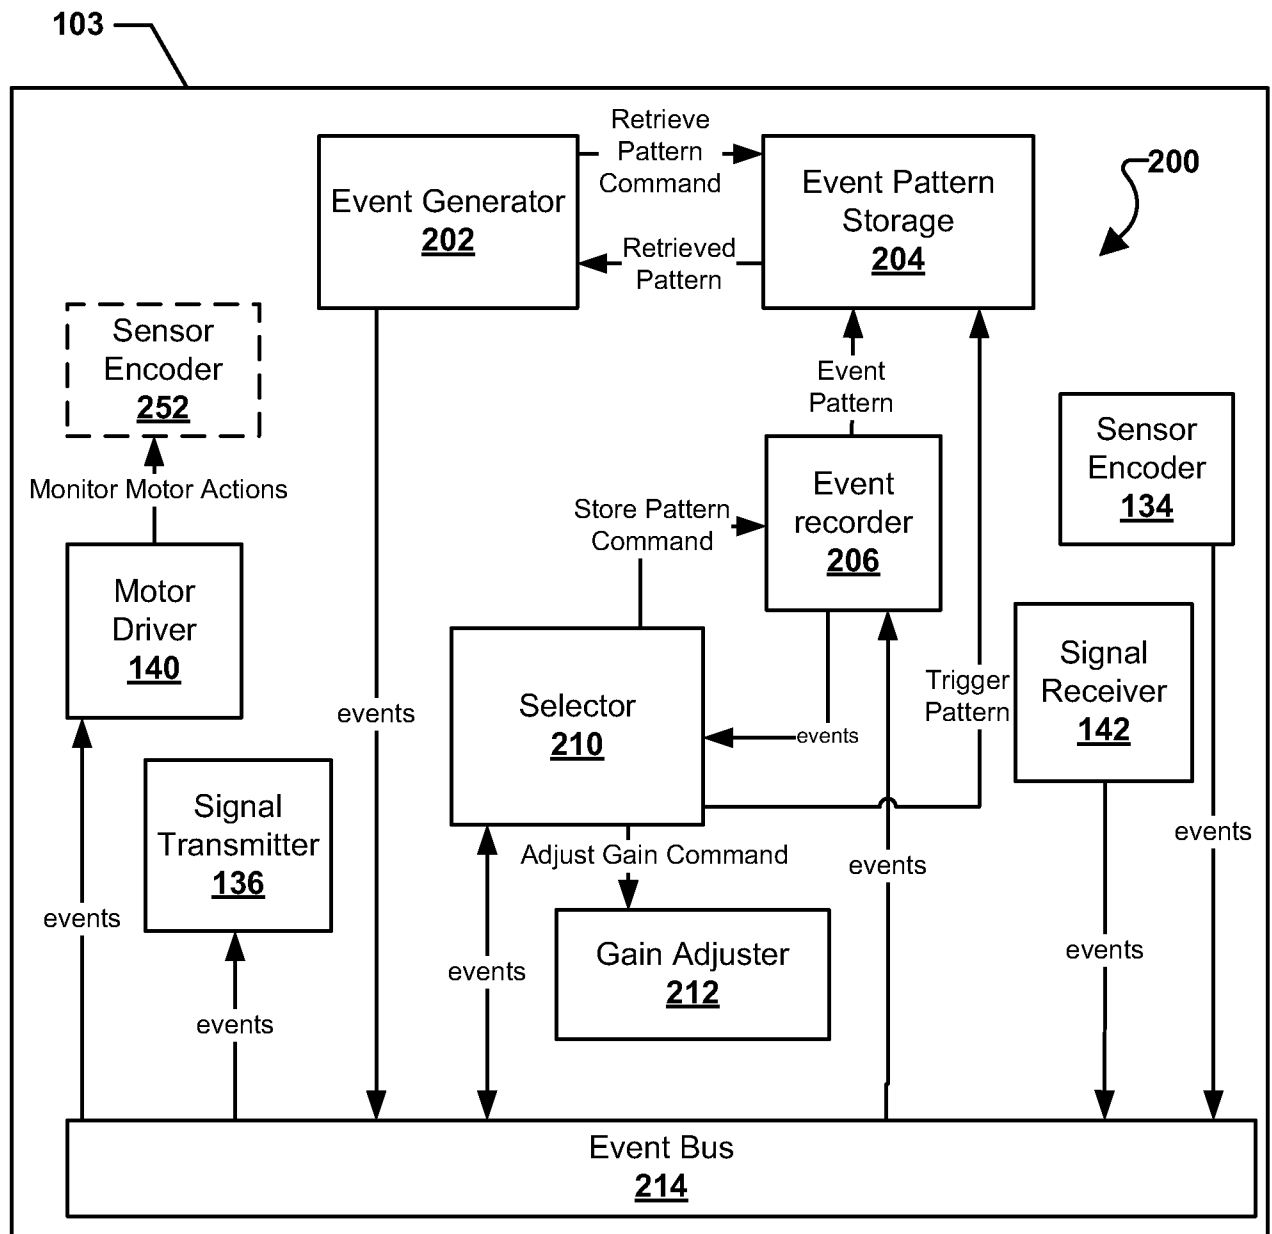 103
200
Event Generator
202
Retrieve
Pattern
Command
Retrieved
Pattern
Event Pattern
Storage
204
Sensor
Encoder
252
Monitor Motor Actions
Motor
Driver
140
Event
Pattern
Event
recorder
206
Store Pattern
Command
Sensor
Encoder
134
Signal
Receiver
142
Selector
210
Trigger
Pattern
events
events
Signal
Transmitter
136
Adjust Gain Command
Gain Adjuster
212
events
events
events
events
events
events
Event Bus
214